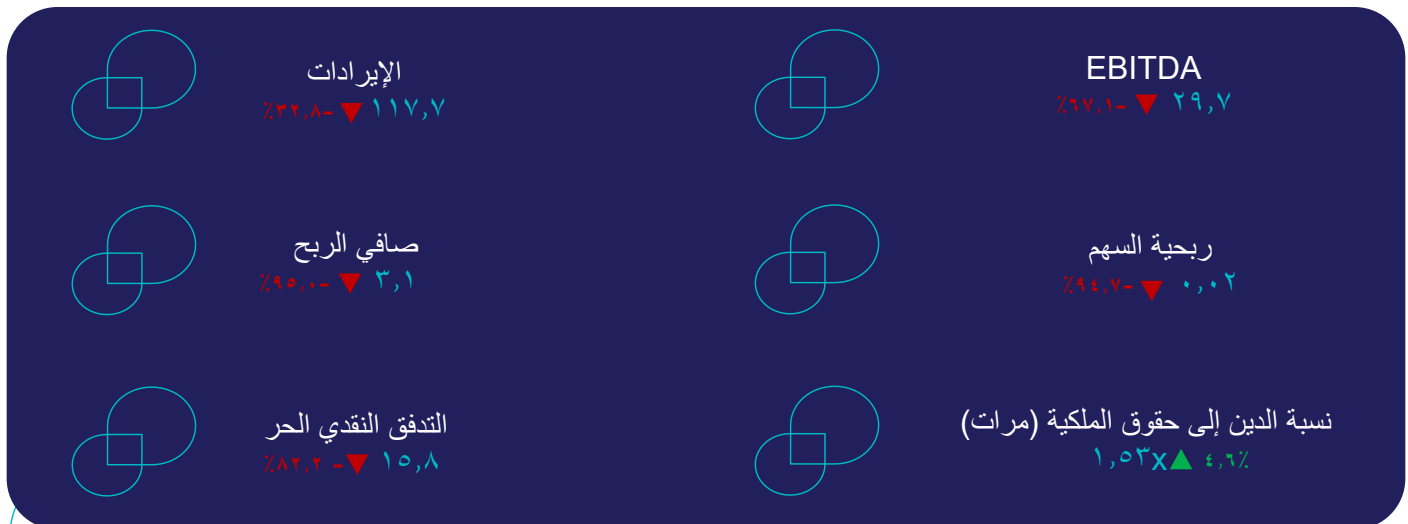 EBITDA
٢٩,٧ ▼ -٦٧,١٪
الإيرادات
١١٧,٧ ▼ -٣٢,٨٪
ربحية السهم
٠,٠٢ ▼ -٩٤,٧٪
صافي الربح
٣,١ ▼ -٩٥,٠٪
نسبة الدين إلى حقوق الملكية (مرات)
١,٥٣x▲ ٤,٦٪
التدفق النقدي الحر
١٥,٨ ▼- ٨٢,٢٪